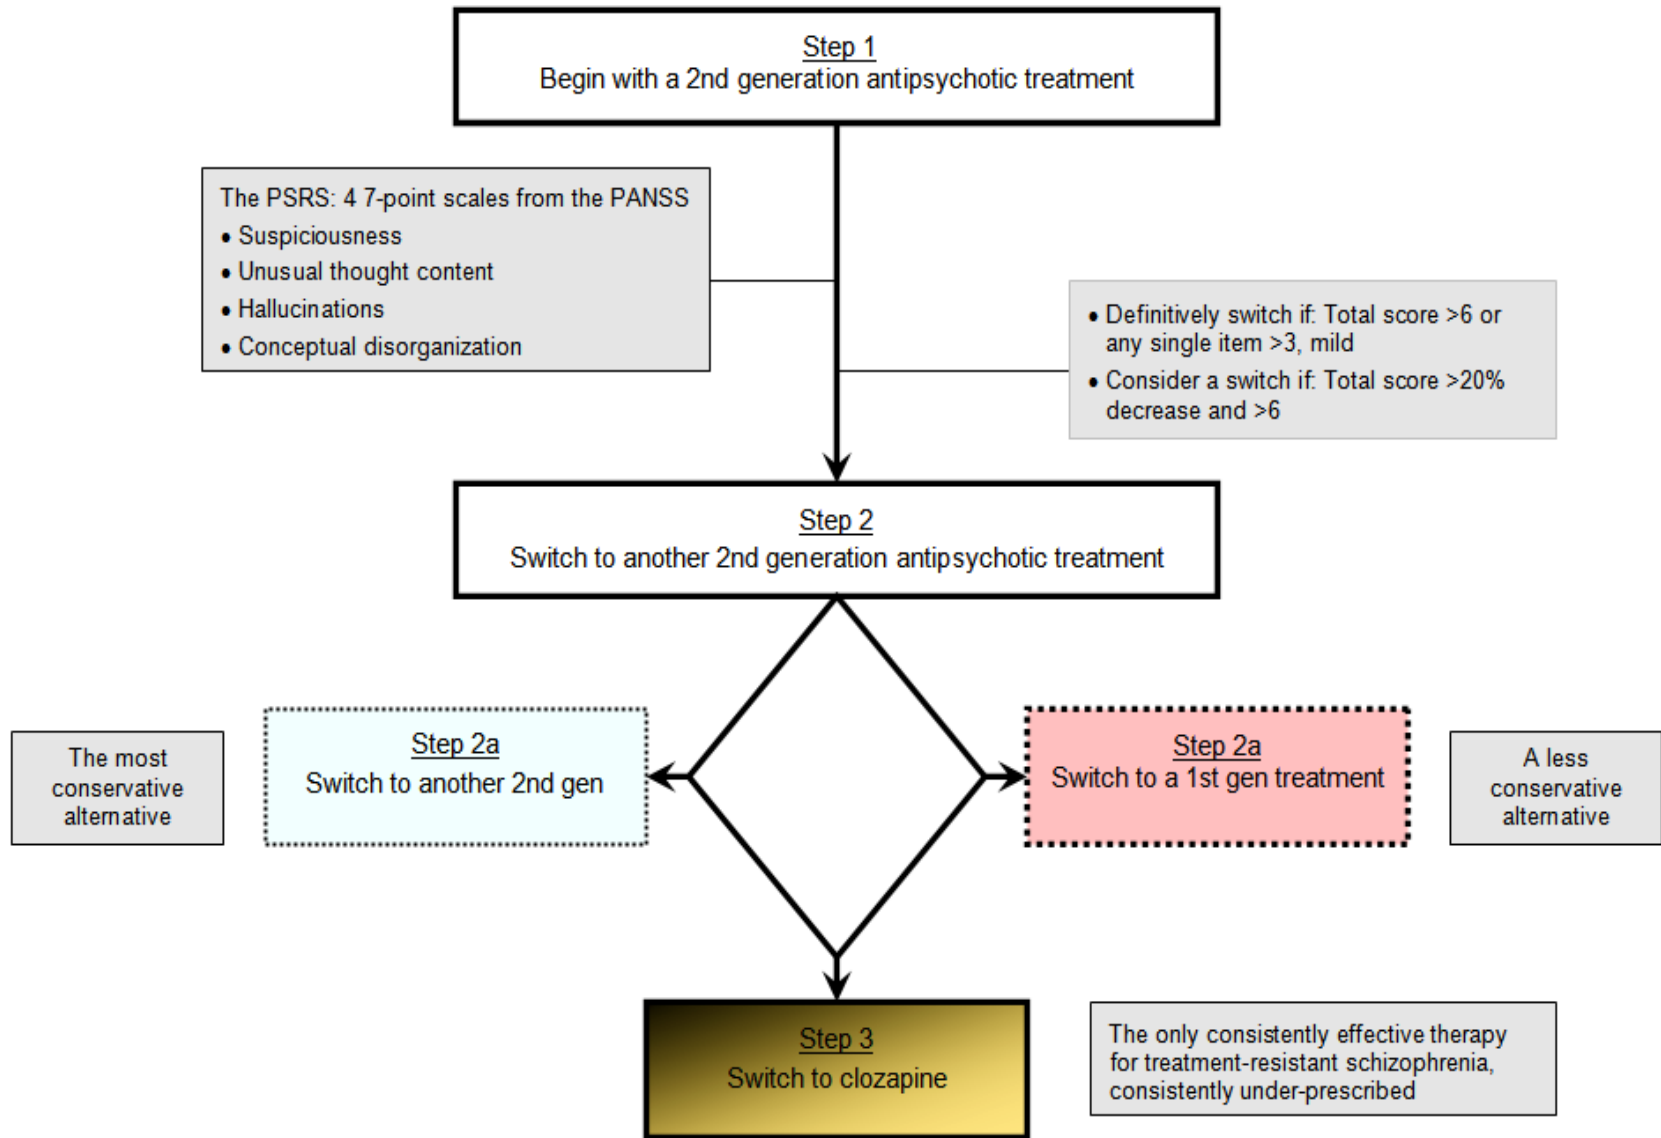 Step 1
Begin with a 2nd generation antipsychotic treatment
The PSRS: 4 7-point scales from the PANSS
• Suspiciousness
• Unusual thought content
• Hallucinations
• Conceptual disorganization
• Definitively switch if: Total score >6 or
any single item >3, mild
• Consider a switch if: Total score >20%
decrease and >6
Step 2
Switch to another 2nd generation antipsychotic treatment
The most
conservative
alternative
Step 2a
Switch to another 2nd gen
Step 2a
Switch to a 1st gen treatment
A less
conservative
alternative
Step 3
Switch to clozapine
The only consistently effective therapy
for treatment-resistant schizophrenia,
consistently under-prescribed